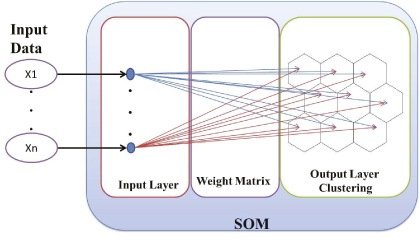 Input
Data
X1
Xn
Input Layer
Weight Matrix
Output Layer
Clustering
SOM